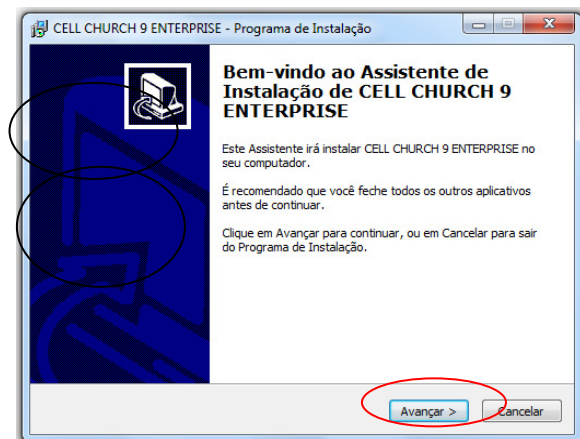 CELL CHURCH 9 ENTERPRISE - Programa de Instalação
Bem-vindo ao Assistente de
Instalação de CELL CHURCH 9
ENTERPRISE
Este Assistente irá instalar CELL CHURCH 9 ENTERPRISE no
seu computador.
É recomendado que você feche todos os outros aplicativos
antes de continuar.
Clique em Avançar para continuar, ou em Cancelar para sair
do Programa de Instalação.
Avançar >
Cancelar